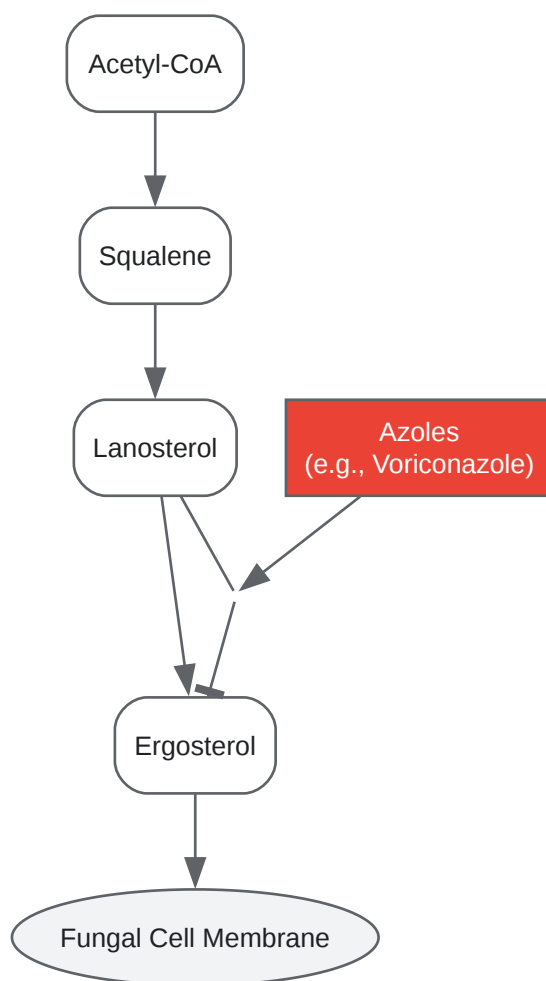 Acetyl-CoA
Squalene
Lanosterol
Azoles
(e.g., Voriconazole)
Ergosterol
Fungal Cell Membrane